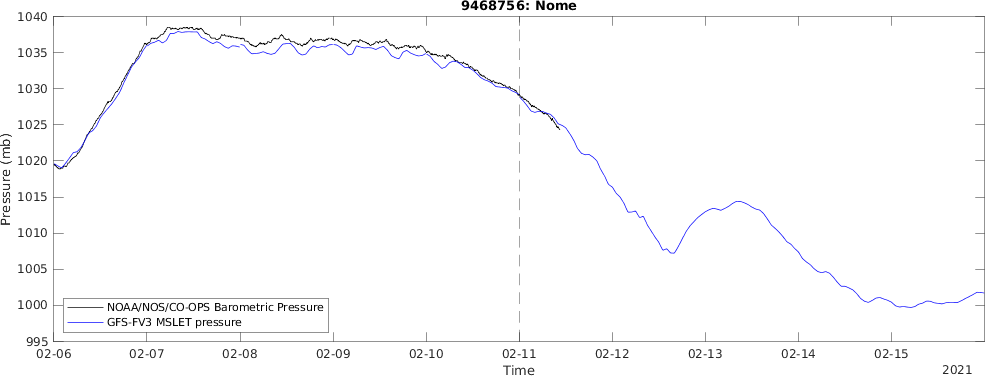 9468756: Nome
1040
1035
1030
1025
1020
1015
1010
1005
1000
995
Pressure (mb)
NOAA/NOS/CO-OPS Barometric Pressure
GFS-FV3 MSLET pressure
02-06 02-07 02-08 02-09 02-10 02-11 02-12 02-13 02-14 02-15
Time
2021